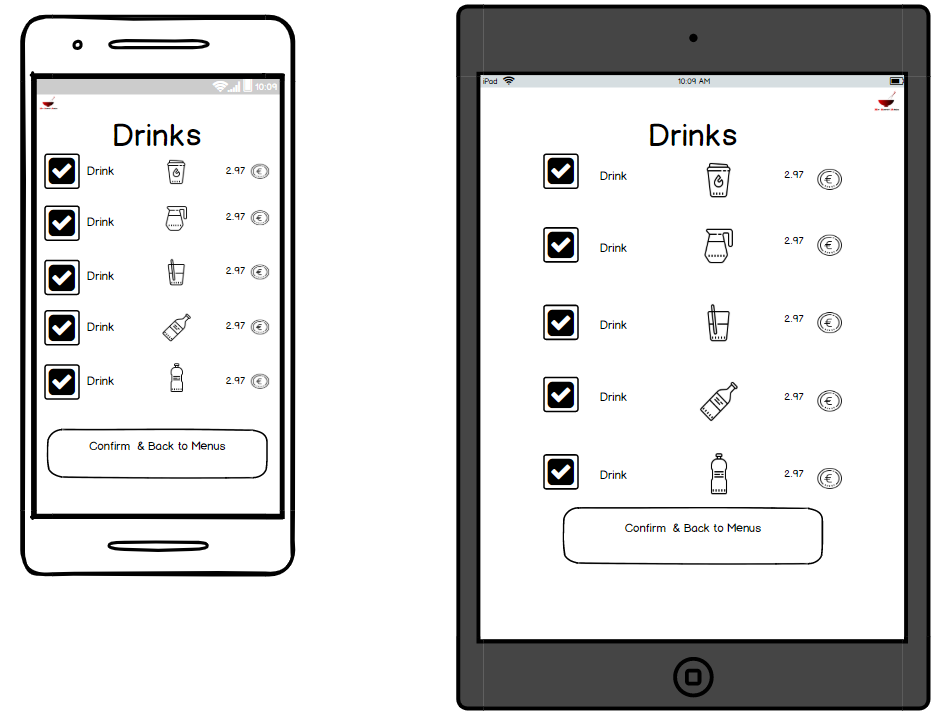 10:09
Drinks
Drink 2.97 €
Drink 2.97 €
Drink 2.97 €
Drink 2.97 €
Drink 2.97 €
Confirm & Back to Menus
iPad 10:09 AM
Drinks
Drink 2.97 €
Drink 2.97 €
Drink 2.97 €
Drink 2.97 €
Drink 2.97 €
Confirm & Back to Menus